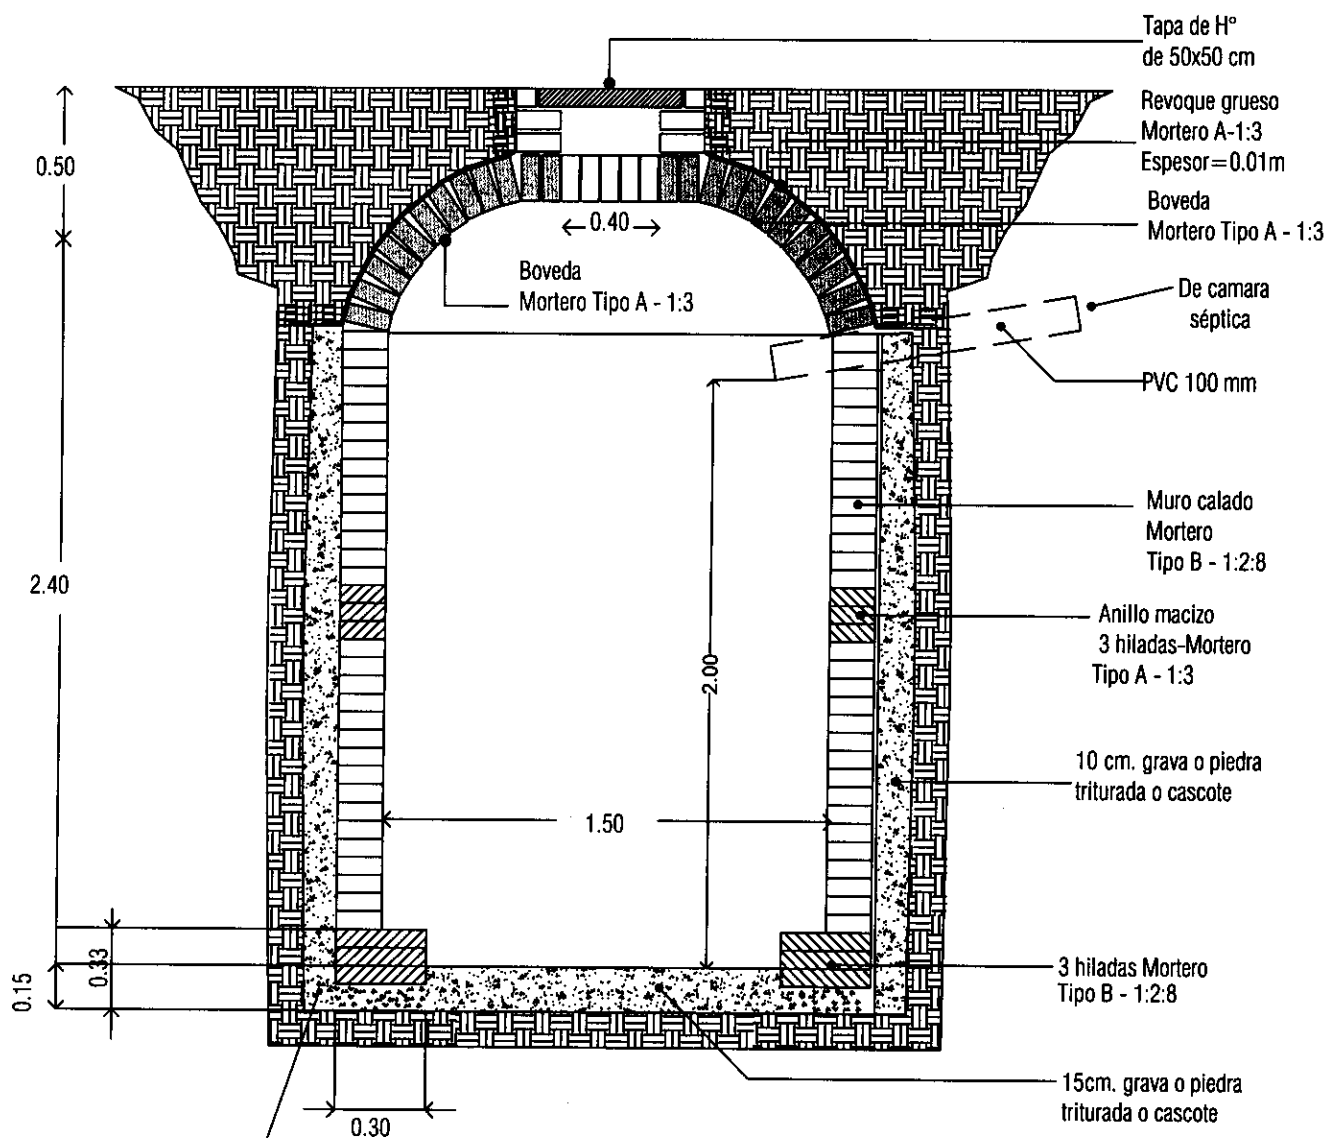 Tapa de H°
de 50x50 cm
Revoque grueso
Mortero A-1:3
Espesor=0.01m
0.50
0.40
Boveda
Mortero Tipo A - 1:3
Boveda
Mortero Tipo A - 1:3
De camara
séptica
PVC 100 mm
Muro calado
Mortero
Tipo B - 1:2:8
2.40
Anillo macizo
3 hiladas-Mortero
Tipo A - 1:3
2.00
10 cm. grava o piedra
triturada o cascote
1.50
0.33
0.15
3 hiladas Mortero
Tipo B - 1:2:8
15cm. grava o piedra
triturada o cascote
0.30